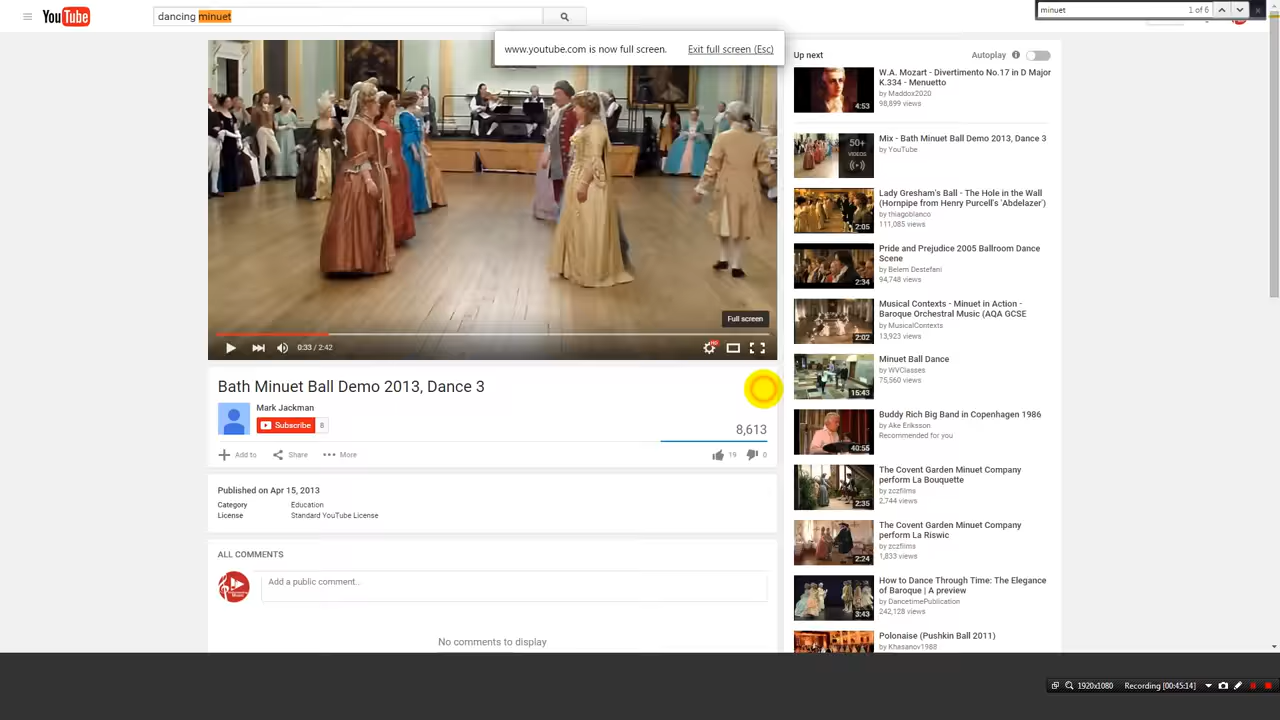 YouTube
dancing minuet
minuet
1 of 6
www.youtube.com is now full screen.
Exit full screen (Esc)
Full screen
0:33 / 2:42
HD
Bath Minuet Ball Demo 2013, Dance 3
Mark Jackman
Subscribe
8
8,613
Add to
Share
More
19
0
Published on Apr 15, 2013
Category
Education
License
Standard YouTube License
ALL COMMENTS
Add a public comment...
No comments to display
Up next
Autoplay
W.A. Mozart - Divertimento No.17 in D Major
K.334 - Menuetto
by Maddox2020
98,899 views
4:53
Mix - Bath Minuet Ball Demo 2013, Dance 3
by YouTube
50+
VIDEOS
Lady Gresham's Ball - The Hole in the Wall
(Hornpipe from Henry Purcell's 'Abdelazer')
by thiagoblanco
111,085 views
2:05
Pride and Prejudice 2005 Ballroom Dance
Scene
by Belem Destefani
94,748 views
2:34
Musical Contexts - Minuet in Action -
Baroque Orchestral Music (AQA GCSE
by MusicalContexts
13,923 views
2:02
Minuet Ball Dance
by WVClasses
75,560 views
15:43
Buddy Rich Big Band in Copenhagen 1986
by Ake Eriksson
Recommended for you
40:55
The Covent Garden Minuet Company
perform La Bouquette
by zczfilms
2,744 views
2:35
The Covent Garden Minuet Company
perform La Riswic
by zczfilms
1,833 views
2:24
How to Dance Through Time: The Elegance
of Baroque | A preview
by DancetimePublication
242,128 views
3:43
Polonaise (Pushkin Ball 2011)
by Khasanov1988
1920x1080
Recording [00:45:14]